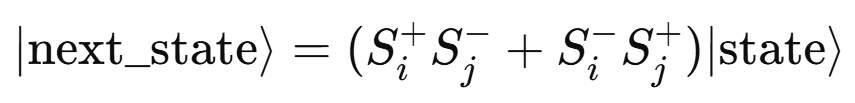 |next_state⟩ = (S_i^+ S_j^- + S_i^- S_j^+)|state⟩